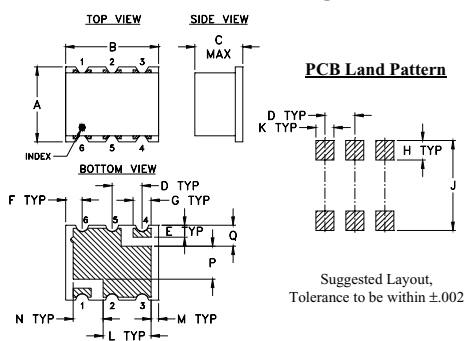 TOP VIEW
SIDE VIEW
B
C
MAX
1 2 3
A
6 5 4
INDEX
PCB Land Pattern
D TYP
K TYP
H TYP
J
BOTTOM VIEW
D TYP
F TYP
G TYP
6 5 4
E TYP
Q
P
1 2 3
N TYP
M TYP
L TYP
Suggested Layout,
Tolerance to be within ±.002